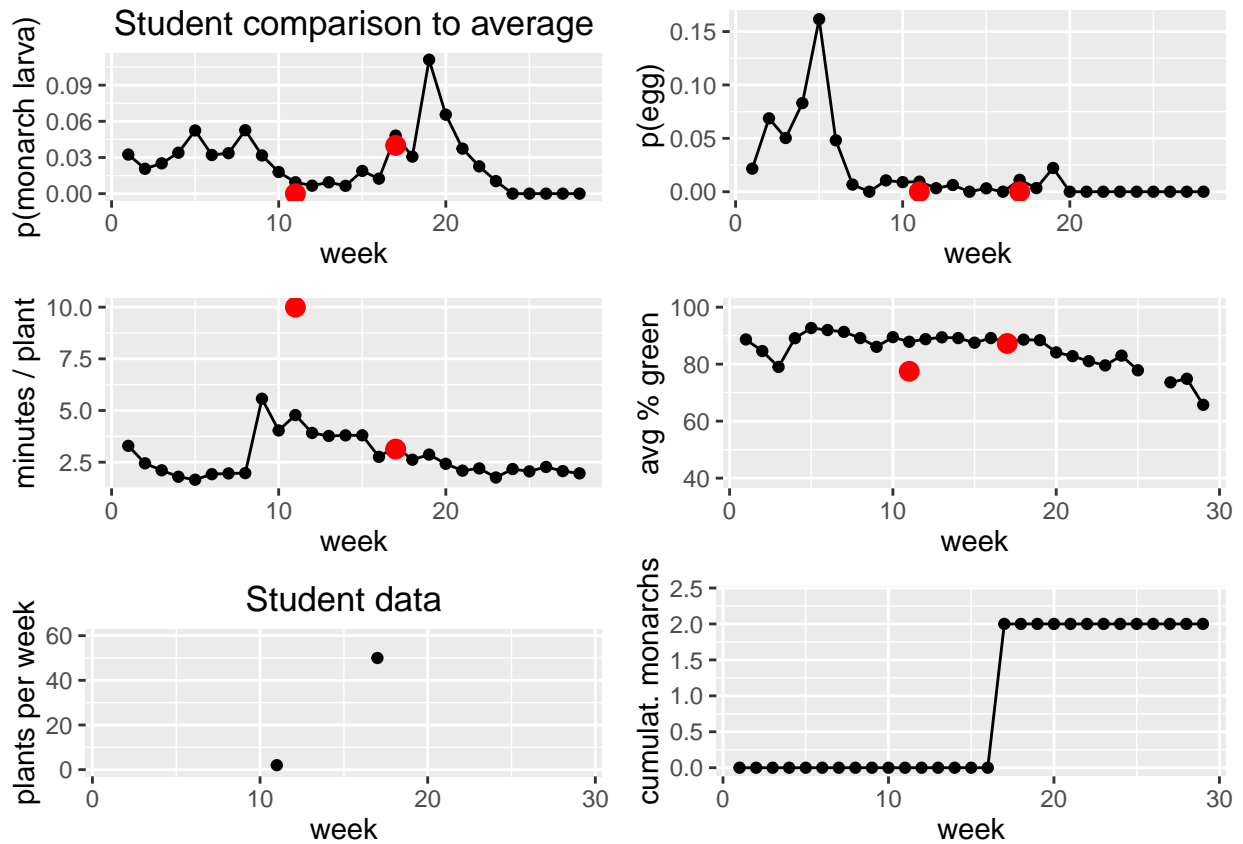 Student comparison to average
p(monarch larva)
0.09
0.06
0.03
0.00
0 10 20
week
p(egg)
0.15
0.10
0.05
0.00
0 10 20
week
minutes / plant
10.0
7.5
5.0
2.5
0 10 20
week
avg % green
100
80
60
40
0 10 20 30
week
Student data
plants per week
60
40
20
0
0 10 20 30
week
cumulat. monarchs
2.5
2.0
1.5
1.0
0.5
0.0
0 10 20 30
week